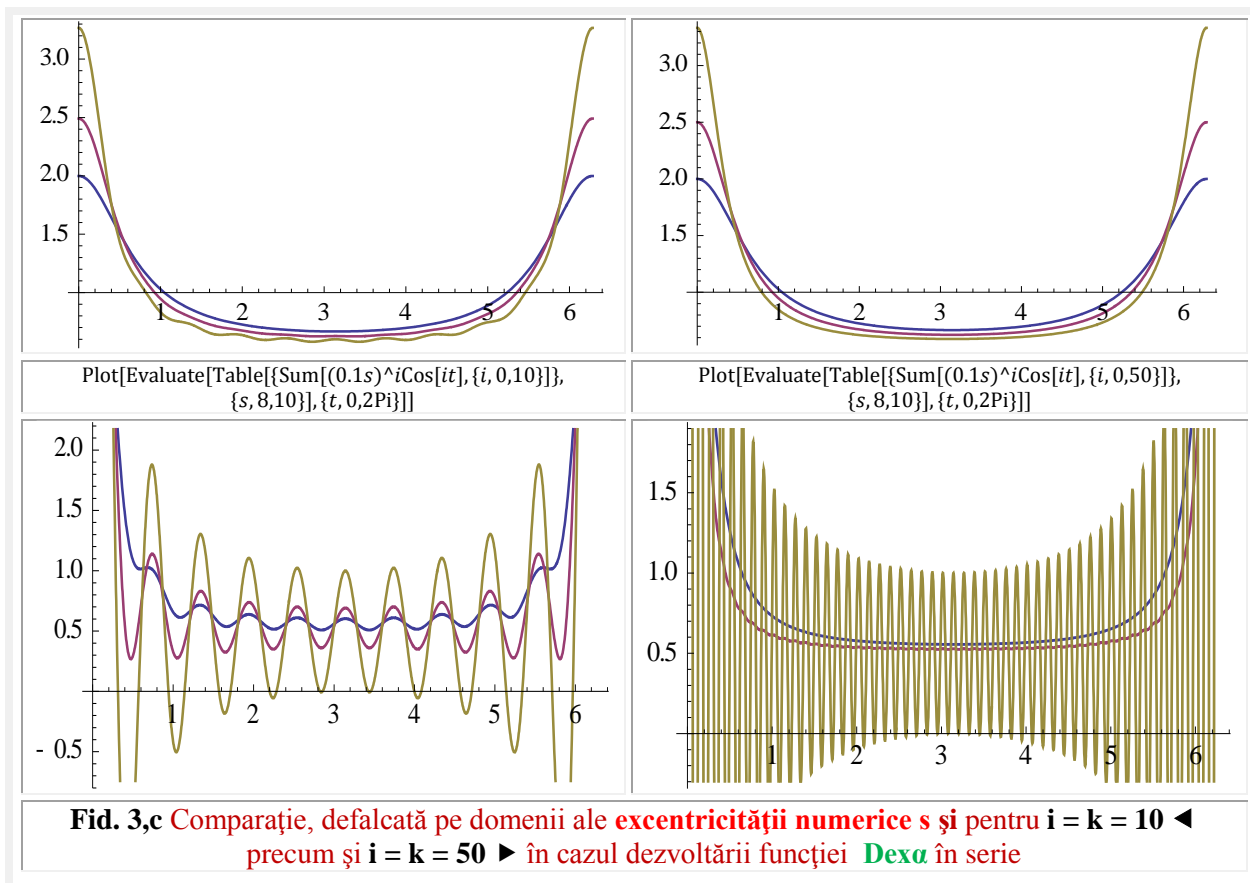 3.0
2.5
2.0
1.5
1 2 3 4 5 6
3.0
2.5
2.0
1.5
1 2 3 4 5 6
Plot[Evaluate[Table[{Sum[(0.1s)^iCos[it], {i, 0,10}]},
{s, 8,10}], {t, 0,2Pi}]]
Plot[Evaluate[Table[{Sum[(0.1s)^iCos[it], {i, 0,50}]},
{s, 8,10}], {t, 0,2Pi}]]
2.0
1.5
1.0
0.5
- 0.5
1 2 3 4 5 6
1.5
1.0
0.5
1 2 3 4 5 6
Fid. 3,c Comparaţie, defalcată pe domenii ale excentricităţii numerice s şi pentru i = k = 10 ◄
precum şi i = k = 50 ► în cazul dezvoltării funcţiei Dexα în serie